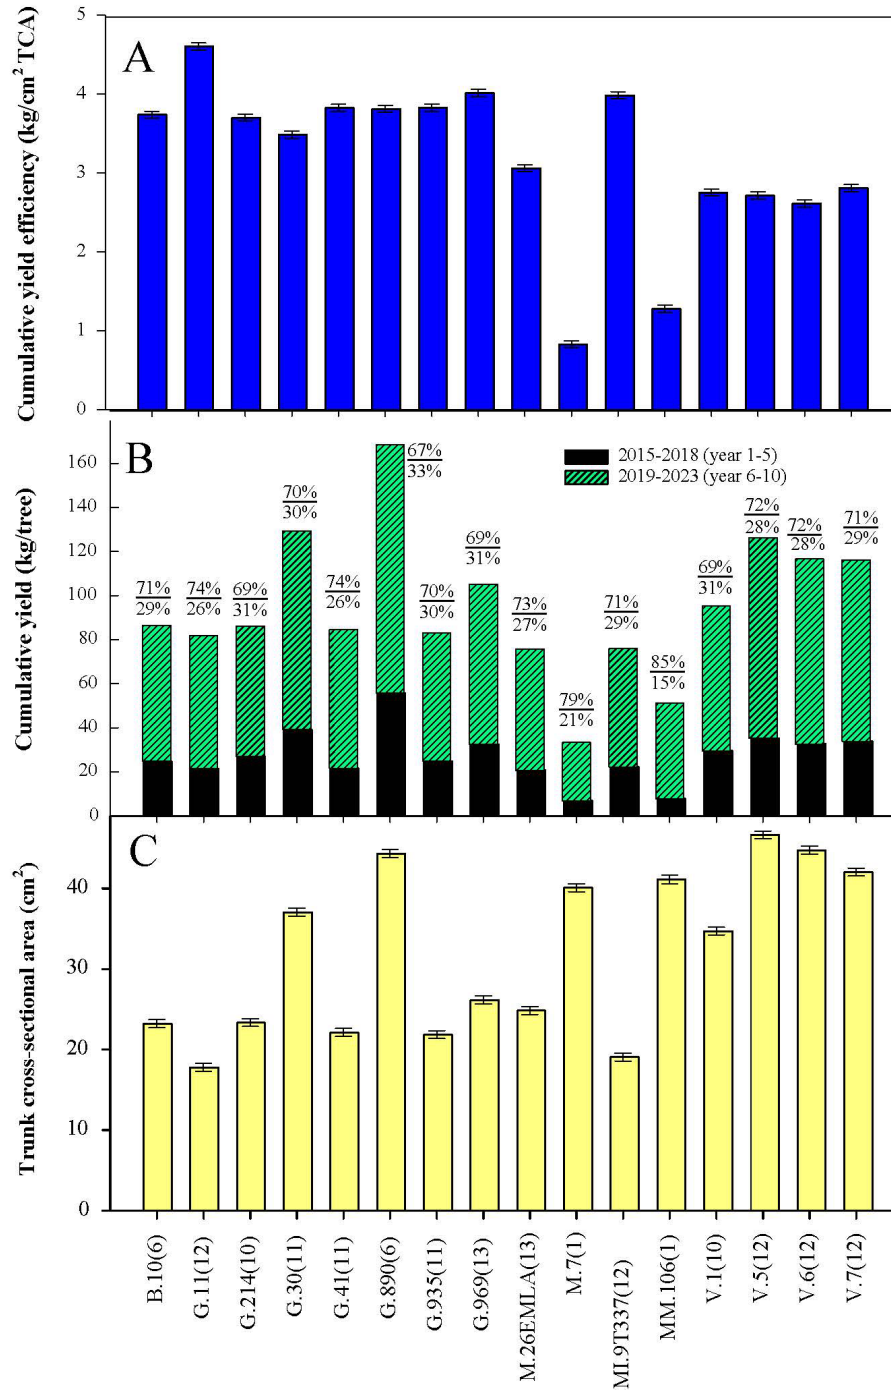 A
Cumulative yield efficiency (kg/cm² TCA)
5
4
3
2
1
0
B
Cumulative yield (kg/tree)
160
140
120
100
80
60
40
20
0
2015-2018 (year 1-5)
2019-2023 (year 6-10)
71%
29%
74%
26%
69%
31%
70%
30%
74%
26%
67%
33%
70%
30%
69%
31%
73%
27%
79%
21%
71%
29%
85%
15%
69%
31%
72%
28%
72%
28%
71%
29%
C
Trunk cross-sectional area (cm²)
40
30
20
10
0
B.10(6)
G.11(12)
G.214(10)
G.30(11)
G.41(11)
G.890(6)
G.935(11)
G.969(13)
M.26EMLA(13)
M.7(1)
MI.9T337(12)
MM.106(1)
V.1(10)
V.5(12)
V.6(12)
V.7(12)